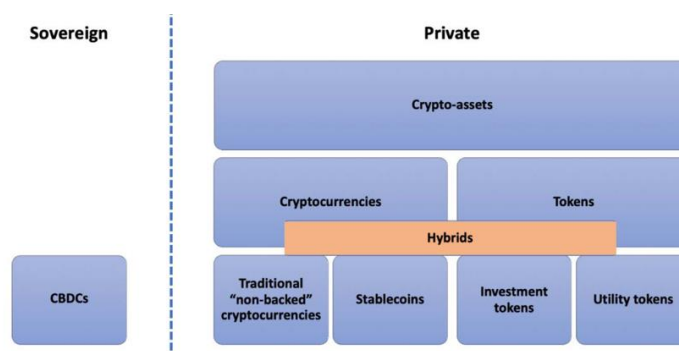 Sovereign
Private
Crypto-assets
Cryptocurrencies
Tokens
Hybrids
CBDCs
Traditional
“non-backed”
cryptocurrencies
Stablecoins
Investment
tokens
Utility tokens